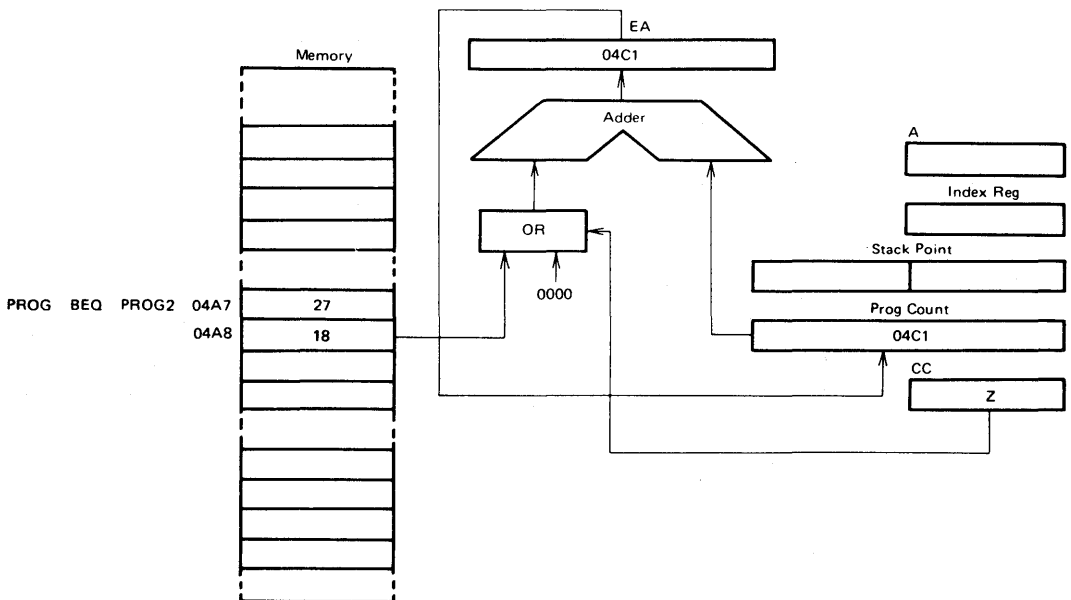 EA
04C1
Memory
Adder
A
Index Reg
OR
Stack Point
0000
PROG BEQ PROG2 04A7 27
Prog Count
04A8 18
04C1
CC
Z